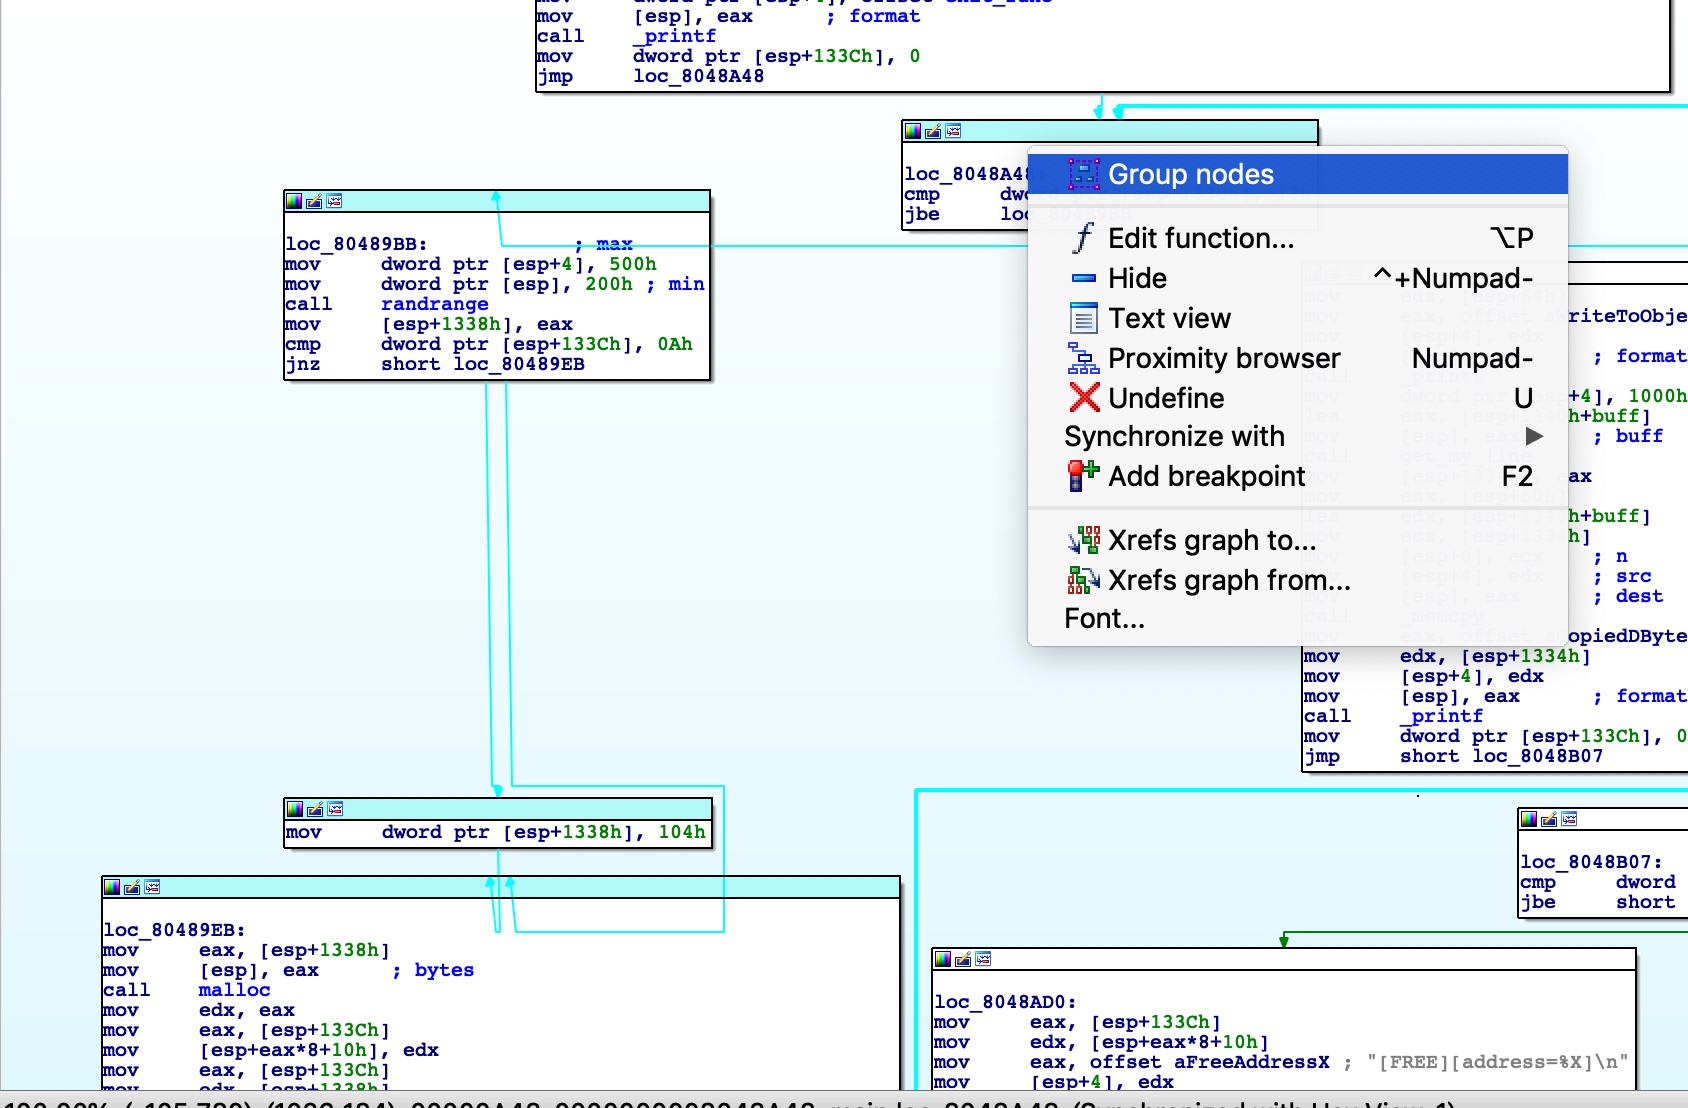 mov [esp], eax ; format
call _printf
mov dword ptr [esp+133Ch], 0
jmp loc_8048A48
loc_8048A48
cmp dw
jbe loc
Group nodes
Edit function... ⌥P
Hide ^+Numpad-
Text view
Proximity browser Numpad-
Undefine U
Synchronize with
Add breakpoint F2
Xrefs graph to...
Xrefs graph from...
Font...
loc_80489BB: ; max
mov dword ptr [esp+4], 500h
mov dword ptr [esp], 200h ; min
call randrange
mov [esp+1338h], eax
cmp dword ptr [esp+133Ch], 0Ah
jnz short loc_80489EB
riteToObje
; format
+4], 1000h
h+buff]
; buff
ax
h+buff]
h]
; n
; src
; dest
opiedDByte
mov edx, [esp+1334h]
mov [esp+4], edx
mov [esp], eax ; format
call _printf
mov dword ptr [esp+133Ch], 0
jmp short loc_8048B07
mov dword ptr [esp+1338h], 104h
loc_80489EB:
mov eax, [esp+1338h]
mov [esp], eax ; bytes
call malloc
mov edx, eax
mov eax, [esp+133Ch]
mov [esp+eax*8+10h], edx
mov eax, [esp+133Ch]
mov edx, [esp+1338h]
loc_8048B07:
cmp dword
jbe short
loc_8048AD0:
mov eax, [esp+133Ch]
mov edx, [esp+eax*8+10h]
mov eax, offset aFreeAddressX ; "[FREE][address=%X]\n"
mov [esp+4], edx